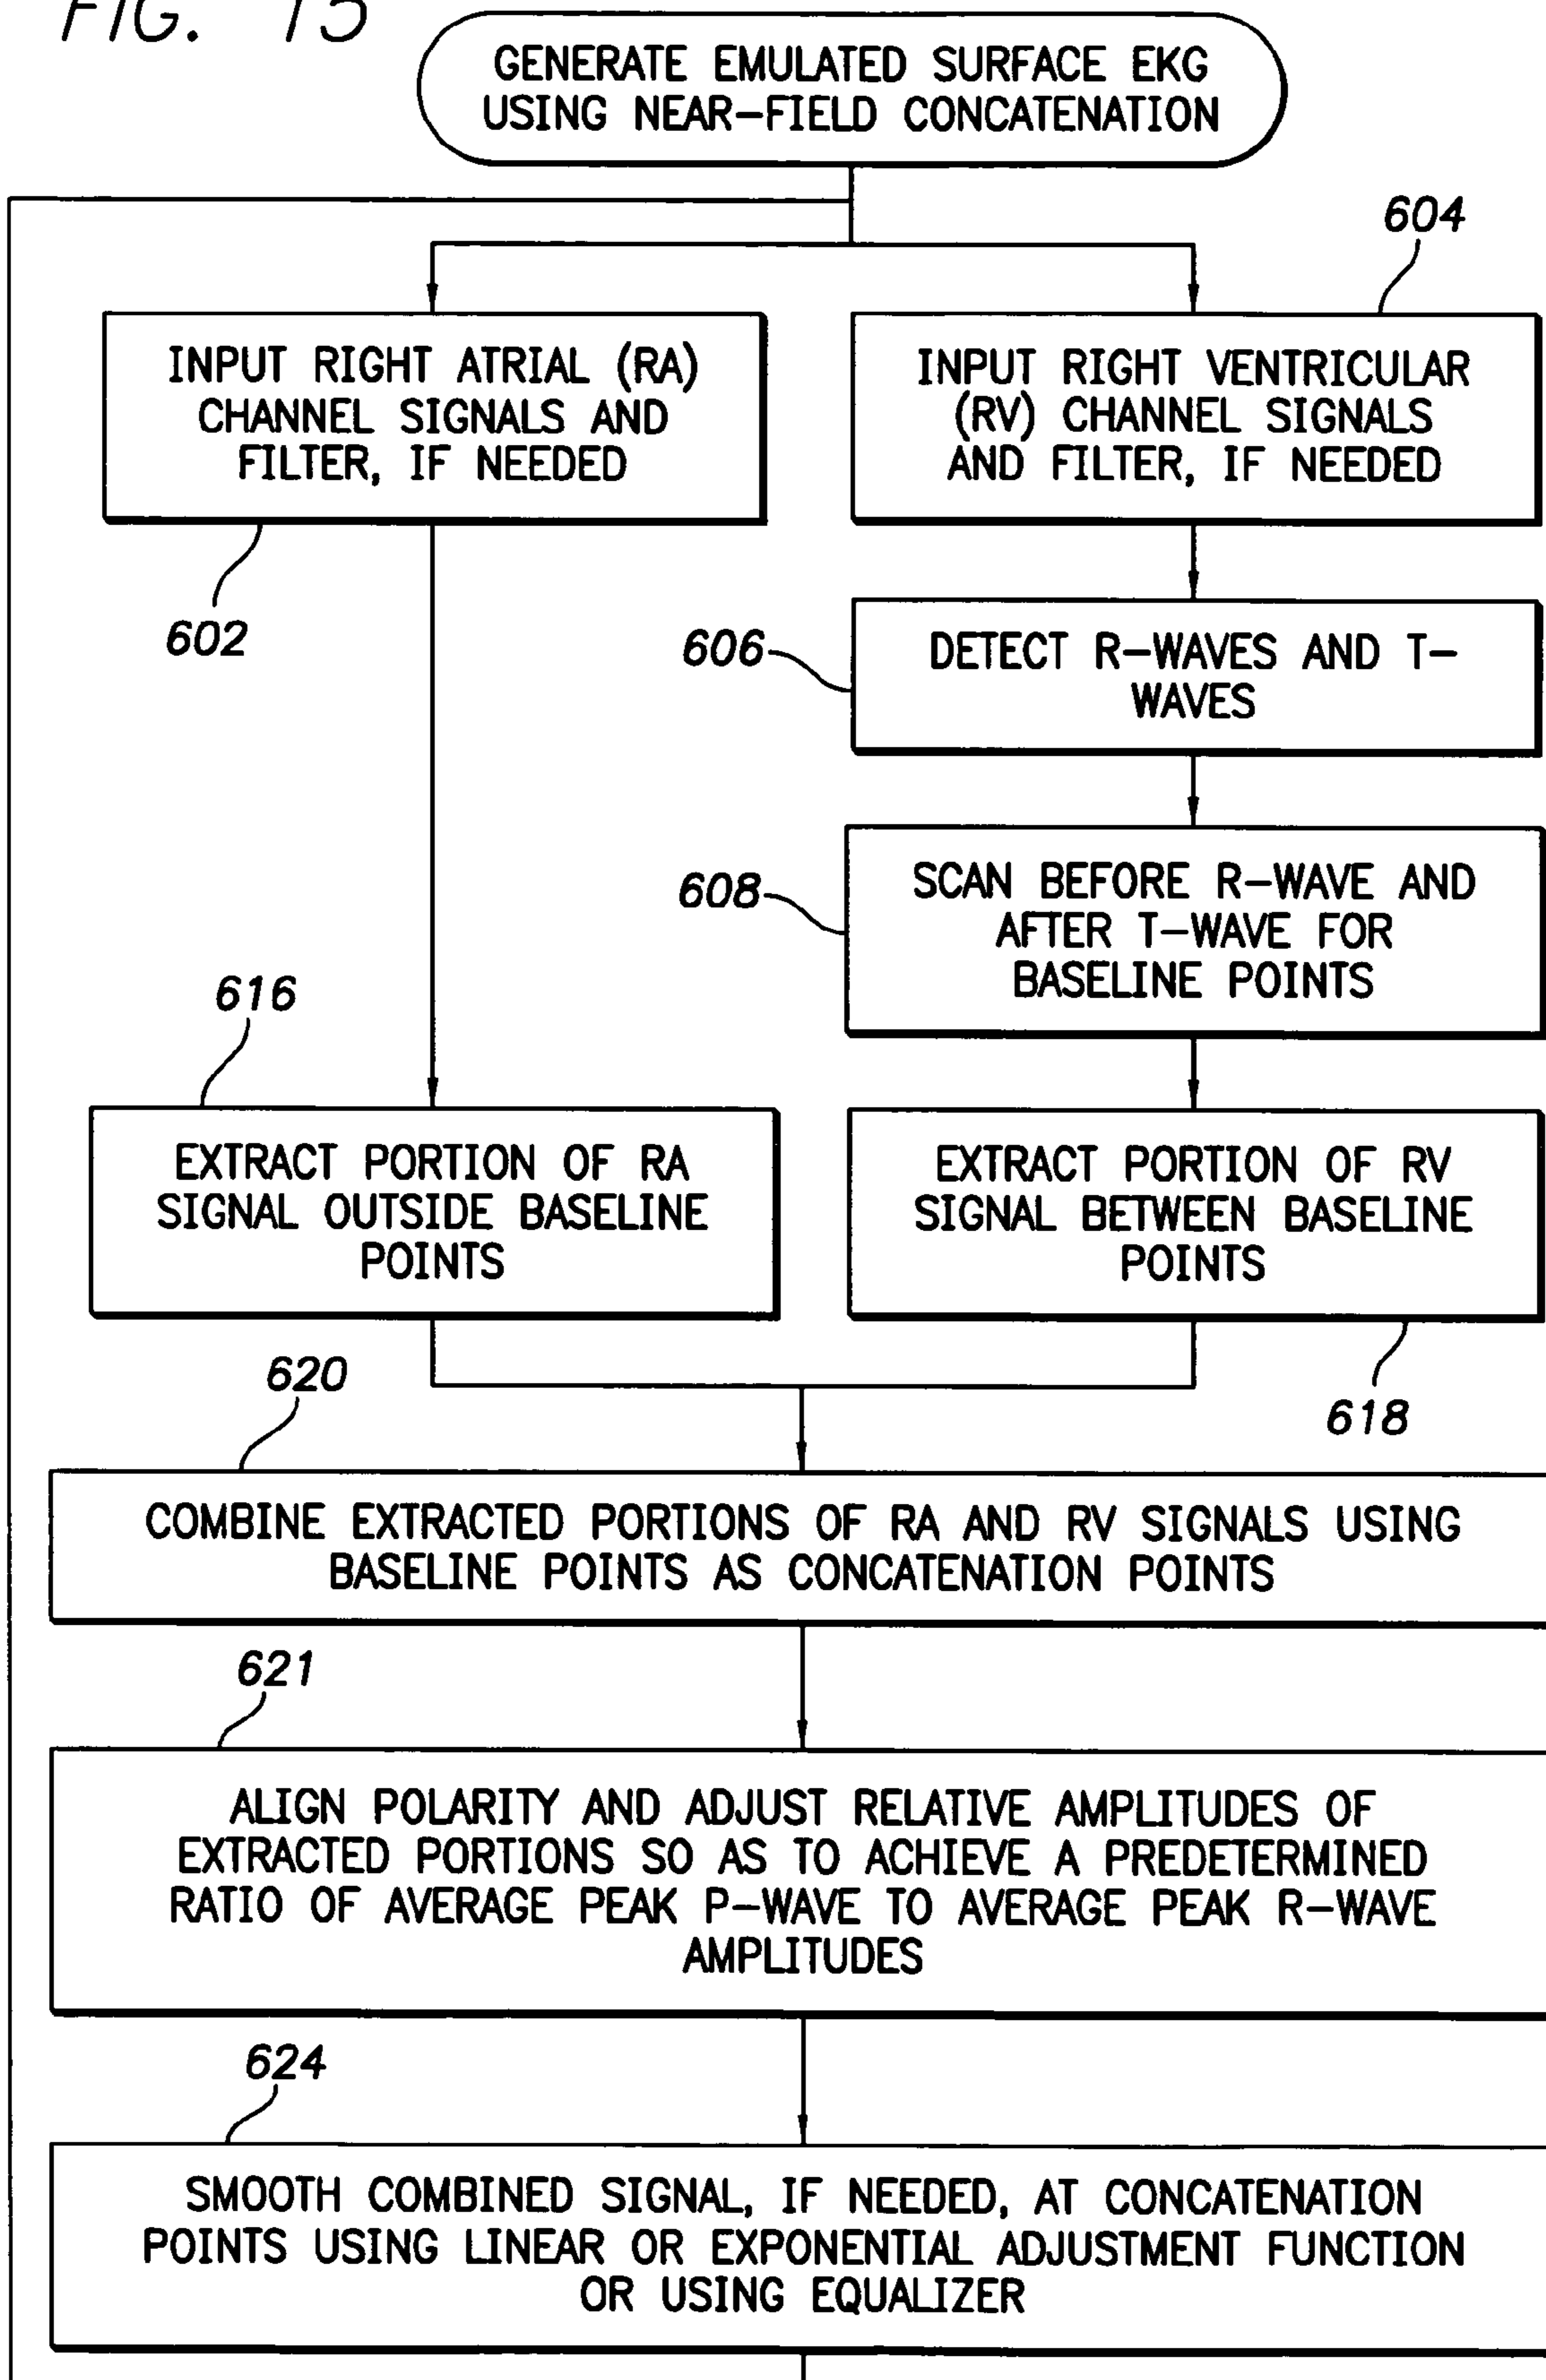 FIG. 15
GENERATE EMULATED SURFACE EKG
USING NEAR-FIELD CONCATENATION
604
INPUT RIGHT ATRIAL (RA)
CHANNEL SIGNALS AND
FILTER, IF NEEDED
INPUT RIGHT VENTRICULAR
(RV) CHANNEL SIGNALS
AND FILTER, IF NEEDED
602
606
DETECT R-WAVES AND T-
WAVES
608
SCAN BEFORE R-WAVE AND
AFTER T-WAVE FOR
BASELINE POINTS
616
EXTRACT PORTION OF RA
SIGNAL OUTSIDE BASELINE
POINTS
EXTRACT PORTION OF RV
SIGNAL BETWEEN BASELINE
POINTS
620
618
COMBINE EXTRACTED PORTIONS OF RA AND RV SIGNALS USING
BASELINE POINTS AS CONCATENATION POINTS
621
ALIGN POLARITY AND ADJUST RELATIVE AMPLITUDES OF
EXTRACTED PORTIONS SO AS TO ACHIEVE A PREDETERMINED
RATIO OF AVERAGE PEAK P-WAVE TO AVERAGE PEAK R-WAVE
AMPLITUDES
624
SMOOTH COMBINED SIGNAL, IF NEEDED, AT CONCATENATION
POINTS USING LINEAR OR EXPONENTIAL ADJUSTMENT FUNCTION
OR USING EQUALIZER